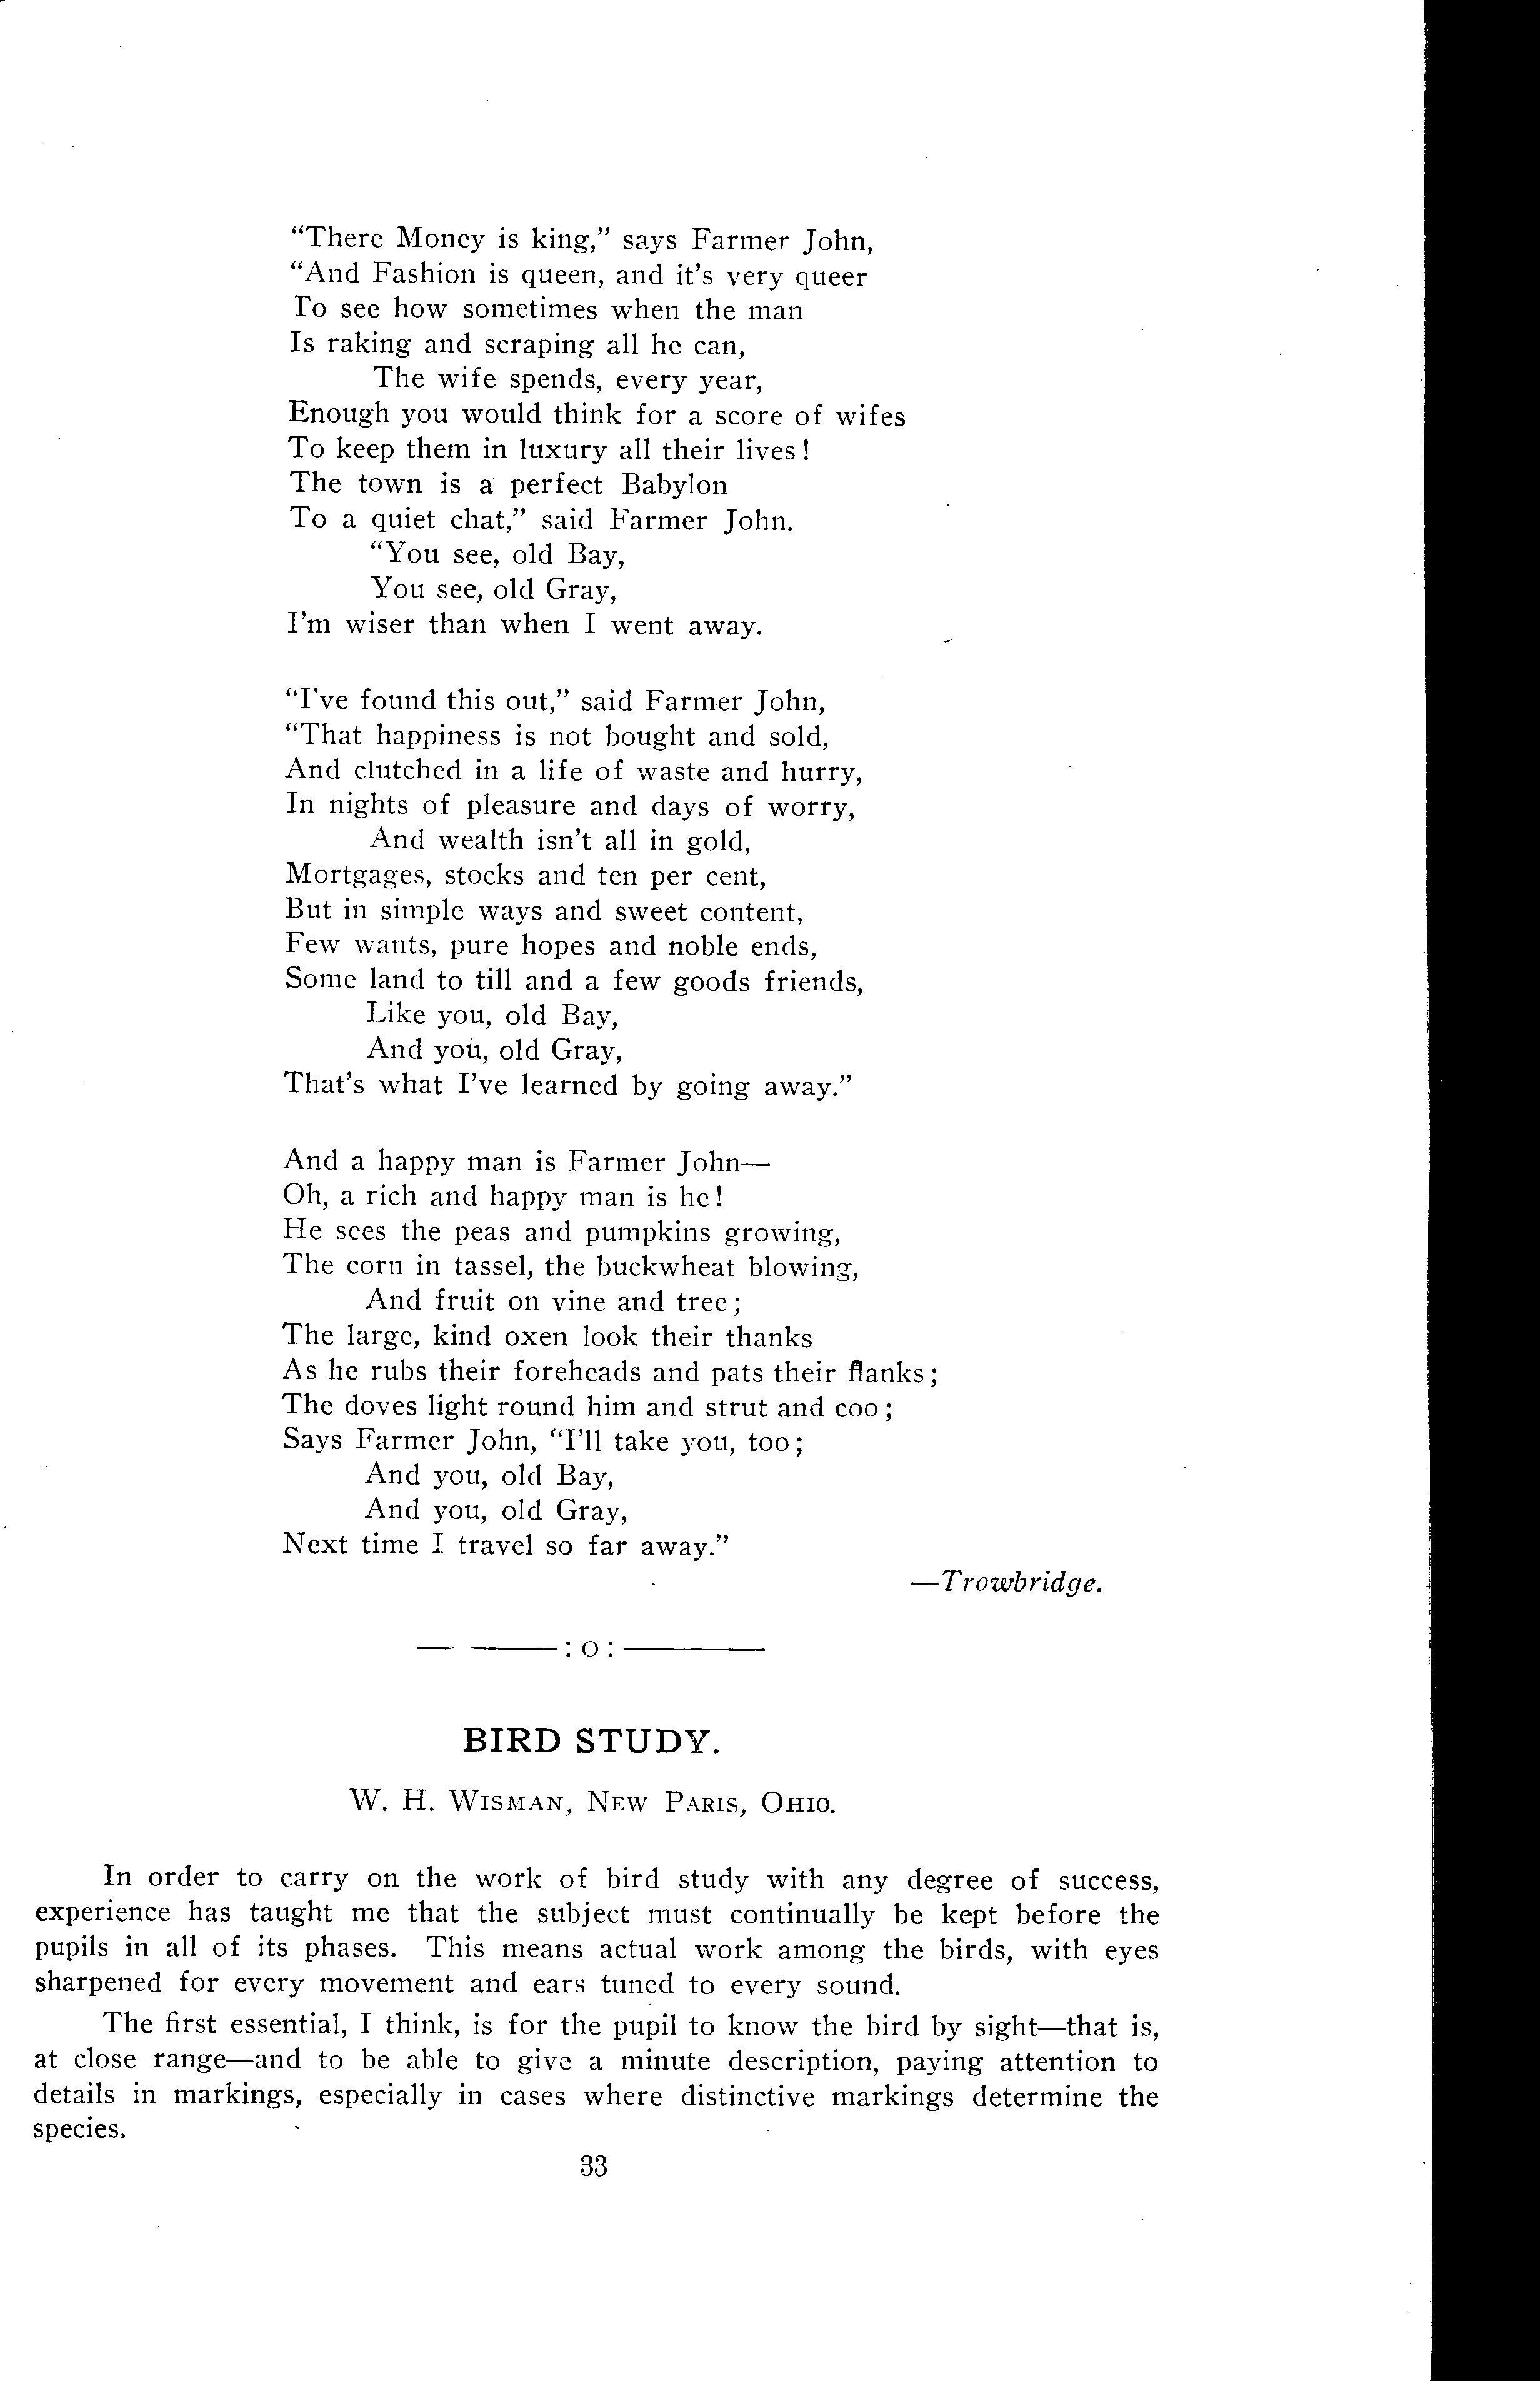 “There Money is king,” says Farmer John,
“And Fashion is queen, and it's very queer
To see how sometimes when the man
Is raking and scraping all he can,
The wife spends, every year,
Enough you would think for a score of wifes
To keep them in luxury all their lives!
The town is a perfect Babylon
To a quiet chat,” said Farmer John.
“You see, old Bay,
You see, old Gray,
I'm wiser than when I went away.

“I've found this out,” said Farmer John,
“That happiness is not bought and sold,
And clutched in a life of waste and hurry,
In nights of pleasure and days of worry,
And wealth isn't all in gold,
Mortgages, stocks and ten per cent,
But in simple ways and sweet content,
Few wants, pure hopes and noble ends,
Some land to till and a few goods friends,
Like you, old Bay,
And you, old Gray,
That's what I've learned by going away.”

And a happy man is Farmer John—
Oh, a rich and happy man is he!
He sees the peas and pumpkins growing,
The corn in tassel, the buckwheat blowing,
And fruit on vine and tree;
The large, kind oxen look their thanks
As he rubs their foreheads and pats their flanks;
The doves light round him and strut and coo;
Says Farmer John, “I'll take you, too;
And you, old Bay,
And you, old Gray,
Next time I travel so far away.”
—Trowbridge.
— ———:o:————
BIRD STUDY.
W. H. Wisman, New Paris, Ohio.
In order to carry on the work of bird study with any degree of success,
experience has taught me that the subject must continually be kept before the
pupils in all of its phases. This means actual work among the birds, with eyes
sharpened for every movement and ears tuned to every sound.
The first essential, I think, is for the pupil to know the bird by sight—that is,
at close range—and to be able to give a minute description, paying attention to
details in markings, especially in cases where distinctive markings determine the
species.
33